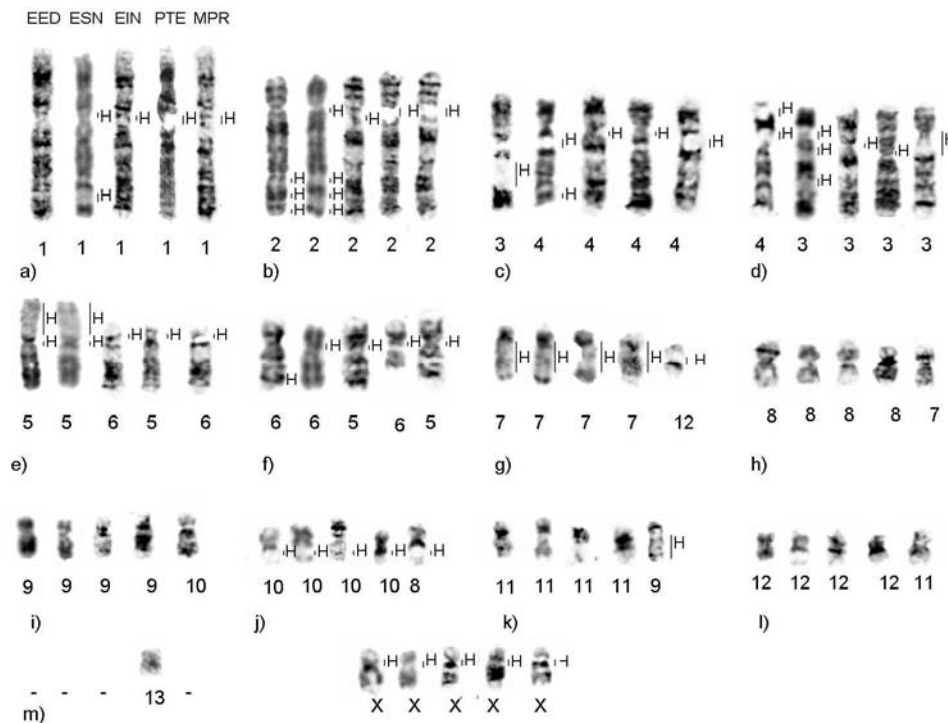 EED ESN EIN PTE MPR
H H H H
H
1 1 1 1 1
a)
H H H H
H H
H H
H H
2 2 2 2 2
b)
H H H H
H H
3 4 4 4 4
c)
H
H H H H
H H
H
4 3 3 3 3
d)
H H
H H H H H
5 5 6 5 6
e)
H H H H
H
6 6 5 6 5
f)
H H H H H
7 7 7 7 12
g)
8 8 8 8 7
h)
9 9 9 9 10
i)
H H H H
10 10 10 10 8
j)
H
11 11 11 11 9
k)
12 12 12 12 11
l)
- - - 13 -
m)
H H H H H
X X X X X